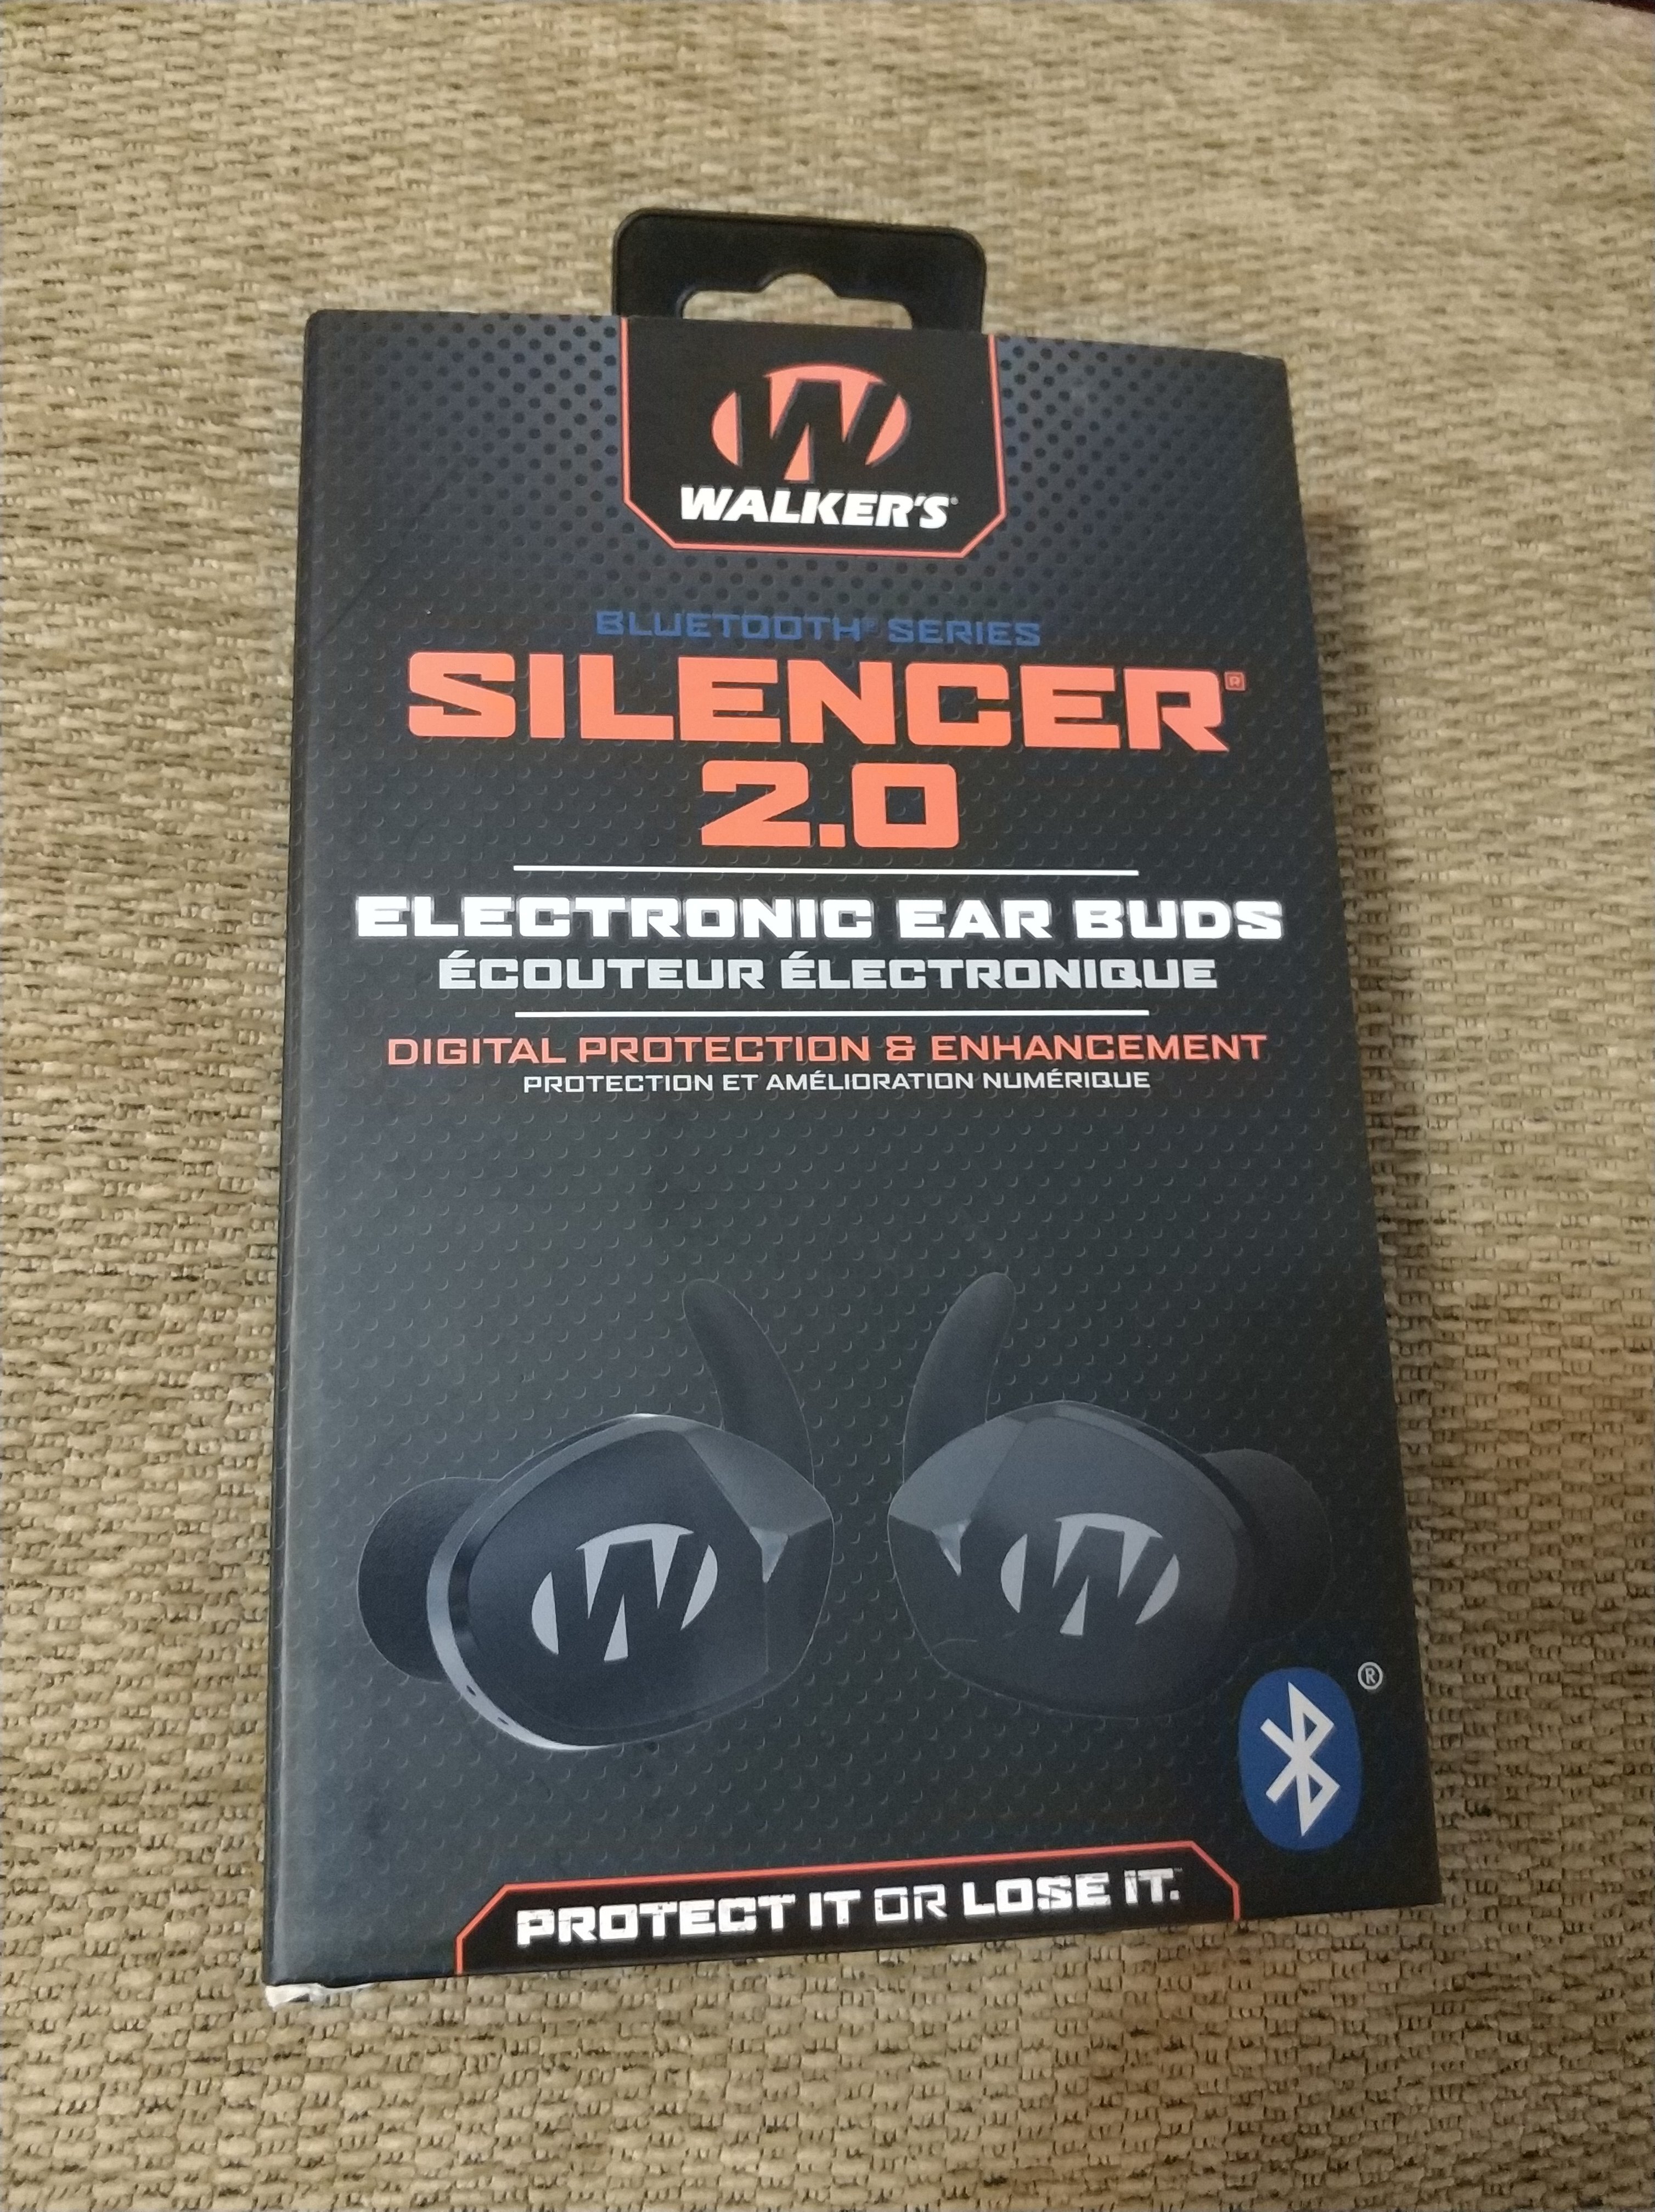 W
WALKER'S®
BLUETOOTH® SERIES
SILENCER®
2.0
ELECTRONIC EAR BUDS
ÉCOUTEUR ÉLECTRONIQUE
DIGITAL PROTECTION & ENHANCEMENT
PROTECTION ET AMÉLIORATION NUMÉRIQUE
W W
®
PROTECT IT OR LOSE IT.™